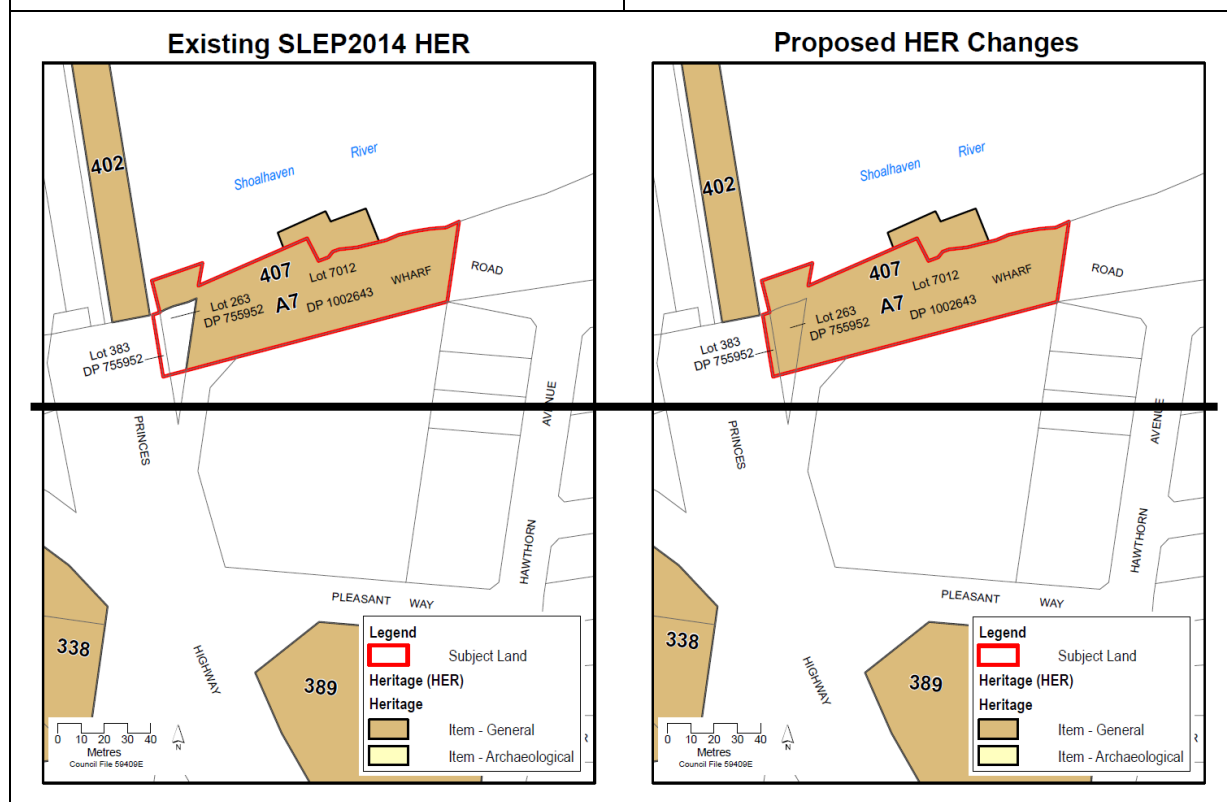 Existing SLEP2014 HER
402
Shoalhaven
River
407
Lot 7012
WHARF
ROAD
Lot 263
DP 755952
A7
DP 1002643
Lot 383
DP 755952
PRINCES
AVENUE
HAWTHORN
PLEASANT WAY
338
HIGHWAY
389
Legend
Subject Land
Heritage (HER)
Heritage
Item - General
Item - Archaeological
0 10 20 30 40
Metres
Council File 59409E
N
Proposed HER Changes
402
Shoalhaven
River
407
Lot 7012
WHARF
ROAD
Lot 263
DP 755952
A7
DP 1002643
Lot 383
DP 755952
PRINCES
AVENUE
HAWTHORN
PLEASANT WAY
338
HIGHWAY
389
Legend
Subject Land
Heritage (HER)
Heritage
Item - General
Item - Archaeological
0 10 20 30 40
Metres
Council File 59409E
N